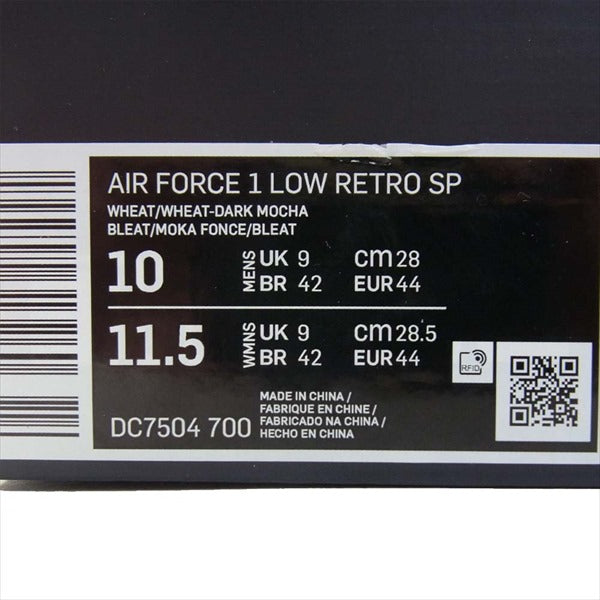 AIR FORCE 1 LOW RETRO SP
WHEAT/WHEAT-DARK MOCHA
BLEAT/MOKA FONCE/BLEAT
10 MENS UK 9 CM 28
BR 42 EUR 44
11.5 WMNS UK 9 CM 28.5
BR 42 EUR 44
RFID
DC7504 700
MADE IN CHINA /
FABRIQUE EN CHINE /
FABRICADO NA CHINA /
HECHO EN CHINA